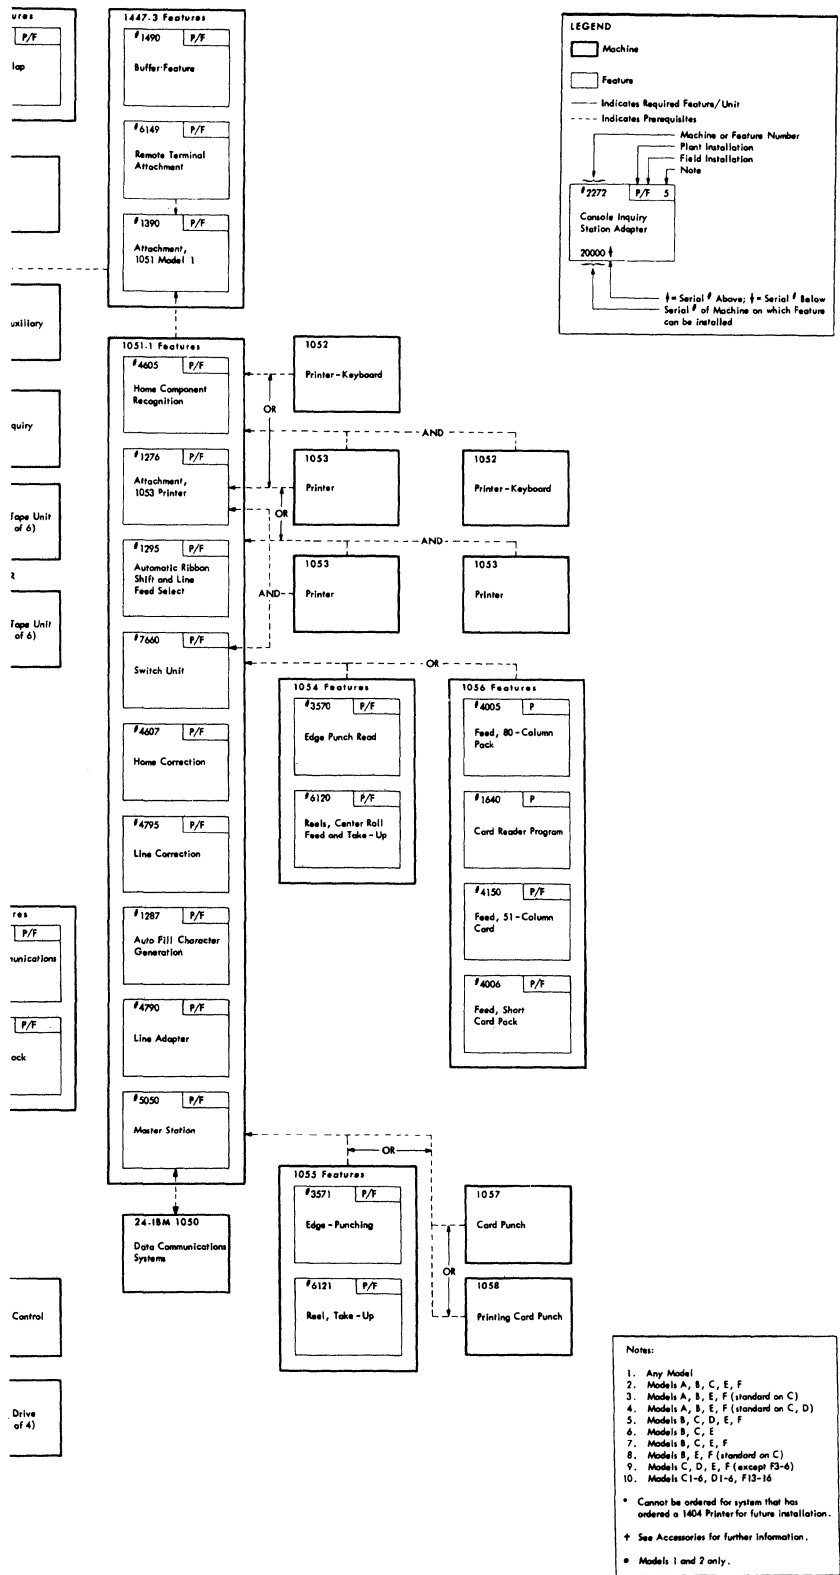 ures
P/F
lap
uxiliary
quiry
Tape Unit
of 6)
R
Tape Unit
of 6)
res
P/F
nunications
P/F
ock
Control
Drive
of 4)
1447-3 Features
#1490 P/F
Buffer Feature
#6149 P/F
Remote Terminal
Attachment
#1390 P/F
Attachment,
1051 Model 1
1051-1 Features
#4605 P/F
Home Component
Recognition
#1276 P/F
Attachment,
1053 Printer
#1295 P/F
Automatic Ribbon
Shift and Line
Feed Select
#7660 P/F
Switch Unit
#4607 P/F
Home Correction
#4795 P/F
Line Correction
#1287 P/F
Auto Fill Character
Generation
#4790 P/F
Line Adapter
#5050 P/F
Master Station
24-IBM 1050
Data Communications
Systems
1052
Printer-Keyboard
OR
AND
1053
Printer
1052
Printer-Keyboard
OR
AND
1053
Printer
1053
Printer
AND
OR
1054 Features
#3570 P/F
Edge Punch Read
#6120 P/F
Reels, Center Roll
Feed and Take-Up
1056 Features
#4005 P
Feed, 80-Column
Pack
#1640 P
Card Reader Program
#4150 P/F
Feed, 51-Column
Card
#4006 P/F
Feed, Short
Card Pack
OR
1055 Features
#3571 P/F
Edge-Punching
#6121 P/F
Reel, Take-Up
1057
Card Punch
OR
1058
Printing Card Punch
LEGEND
Machine
Feature
Indicates Required Feature/Unit
Indicates Prerequisites
Machine or Feature Number
Plant Installation
Field Installation
Note
#2272 P/F 5
Console Inquiry
Station Adapter
20000
= Serial # Above; = Serial # Below
Serial # of Machine on which Feature
can be installed
Notes:
1. Any Model
2. Models A, B, C, E, F
3. Models A, B, E, F (standard on C)
4. Models A, B, E, F (standard on C, D)
5. Models B, C, D, E, F
6. Models B, C, E
7. Models B, C, E, F
8. Models B, E, F (standard on C)
9. Models C, D, E, F (except F3-6)
10. Models C1-6, D1-6, F13-16
* Cannot be ordered for system that has
ordered a 1404 Printer for future installation.
† See Accessories for further information.
• Models 1 and 2 only.